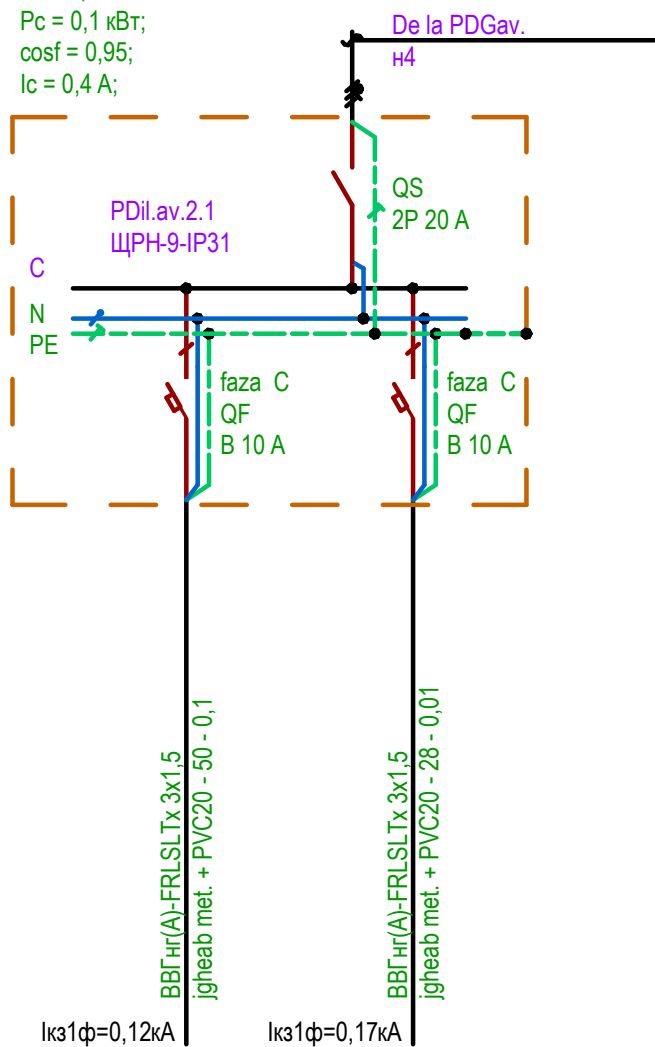 Pc = 0,1 кВт;
cosf = 0,95;
Ic = 0,4 A;
De la PDGav.
н4
QS
2P 20 A
PDil.av.2.1
ЩРН-9-IP31
C
N
PE
faza C
QF
B 10 A
faza C
QF
B 10 A
ВВГнг(А)-FRLSLTx 3x1,5
jgheab met. + PVC20 - 50 - 0,1
ВВГнг(А)-FRLSLTx 3x1,5
jgheab met. + PVC20 - 28 - 0,01
Iкз1ф=0,12кА
Iкз1ф=0,17кА